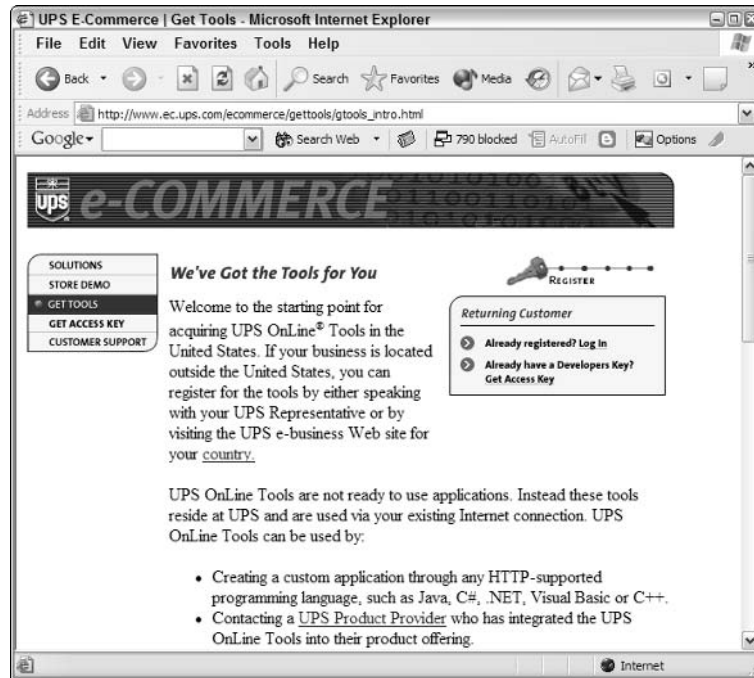 UPS E-Commerce | Get Tools - Microsoft Internet Explorer
File Edit View Favorites Tools Help
Back Search Favorites Media
Address http://www.ec.ups.com/ecommerce/gettools/gtools_intro.html
Google Search Web 790 blocked AutoFill Options
ups e-COMMERCE BUY
SOLUTIONS
STORE DEMO
GET TOOLS
GET ACCESS KEY
CUSTOMER SUPPORT
We've Got the Tools for You
Welcome to the starting point for
acquiring UPS OnLine® Tools in the
United States. If your business is located
outside the United States, you can
register for the tools by either speaking
with your UPS Representative or by
visiting the UPS e-business Web site for
your country.
REGISTER
Returning Customer
Already registered? Log In
Already have a Developers Key?
Get Access Key
UPS OnLine Tools are not ready to use applications. Instead these tools
reside at UPS and are used via your existing Internet connection. UPS
OnLine Tools can be used by:
• Creating a custom application through any HTTP-supported
programming language, such as Java, C#, .NET, Visual Basic or C++.
• Contacting a UPS Product Provider who has integrated the UPS
OnLine Tools into their product offering.
Internet